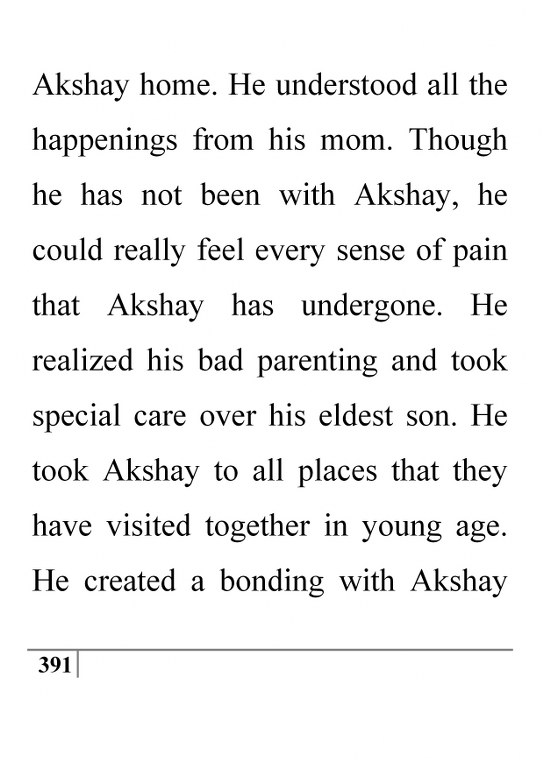 Akshay home. He understood all the
happenings from his mom. Though
he has not been with Akshay, he
could really feel every sense of pain
that Akshay has undergone. He
realized his bad parenting and took
special care over his eldest son. He
took Akshay to all places that they
have visited together in young age.
He created a bonding with Akshay
391